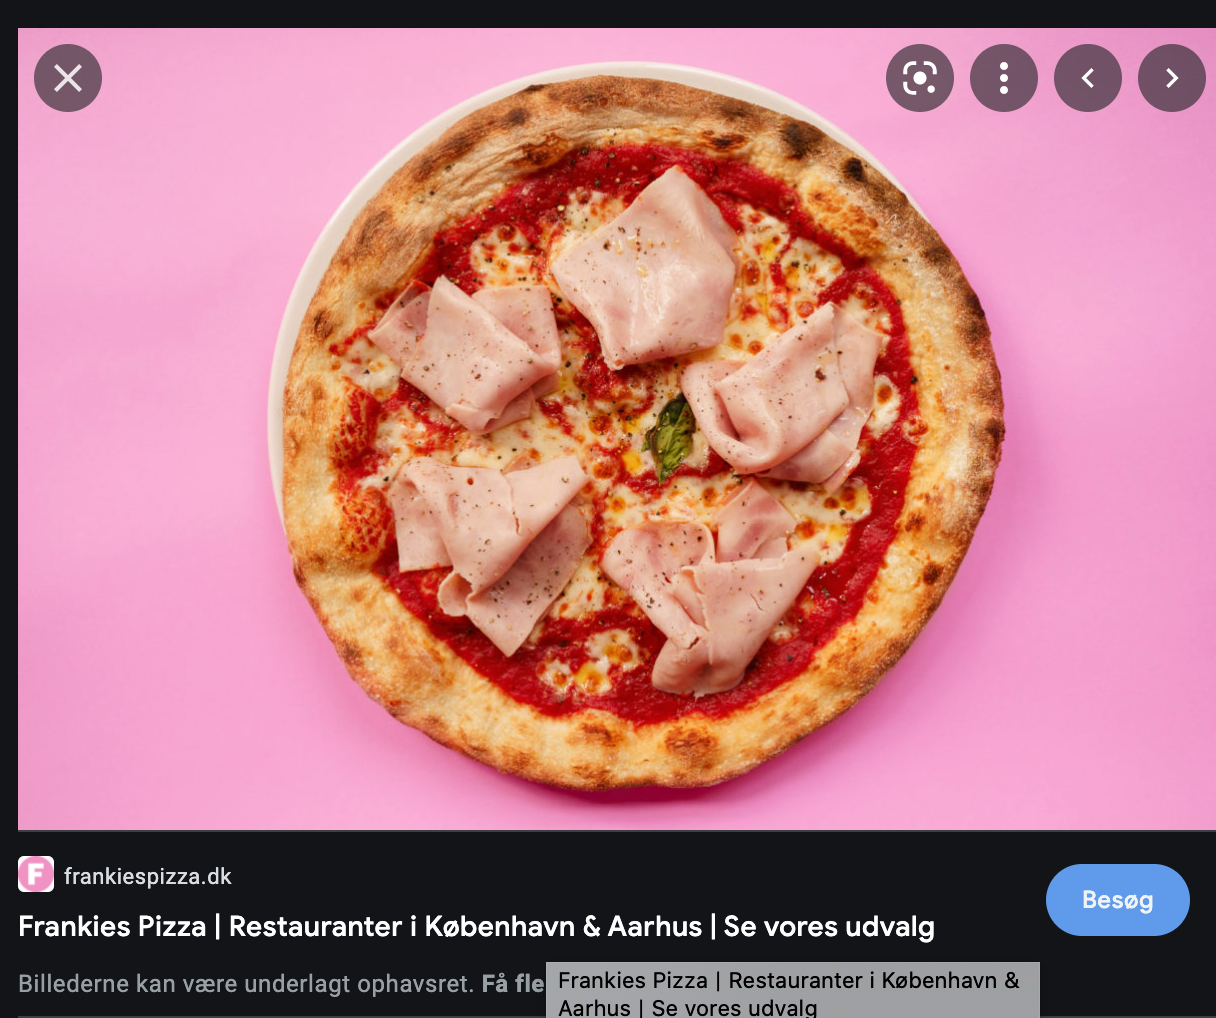 F
frankiespizza.dk
Frankies Pizza | Restauranter i København & Aarhus | Se vores udvalg
Besøg
Billederne kan være underlagt ophavsret. Få fle
Frankies Pizza | Restauranter i København &
Aarhus | Se vores udvalg